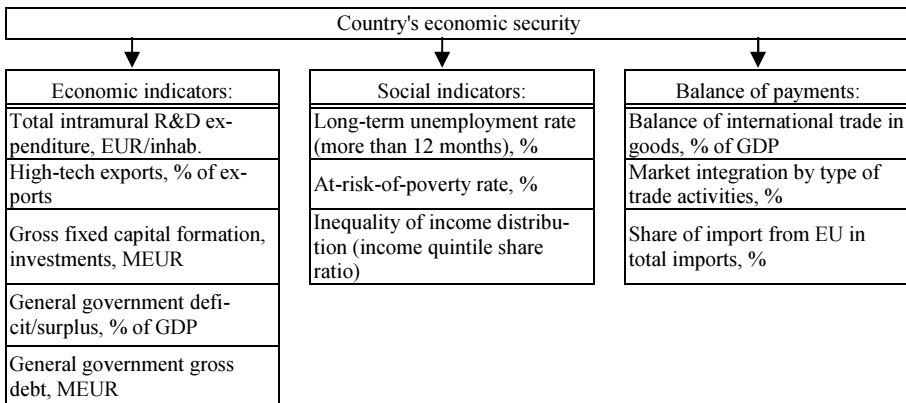 Country's economic security
Economic indicators:
Total intramural R&D ex-
penditure, EUR/inhab.
High-tech exports, % of ex-
ports
Gross fixed capital formation,
investments, MEUR
General government defi-
cit/surplus, % of GDP
General government gross
debt, MEUR
Social indicators:
Long-term unemployment rate
(more than 12 months), %
At-risk-of-poverty rate, %
Inequality of income distribu-
tion (income quintile share
ratio)
Balance of payments:
Balance of international trade in
goods, % of GDP
Market integration by type of
trade activities, %
Share of import from EU in
total imports, %